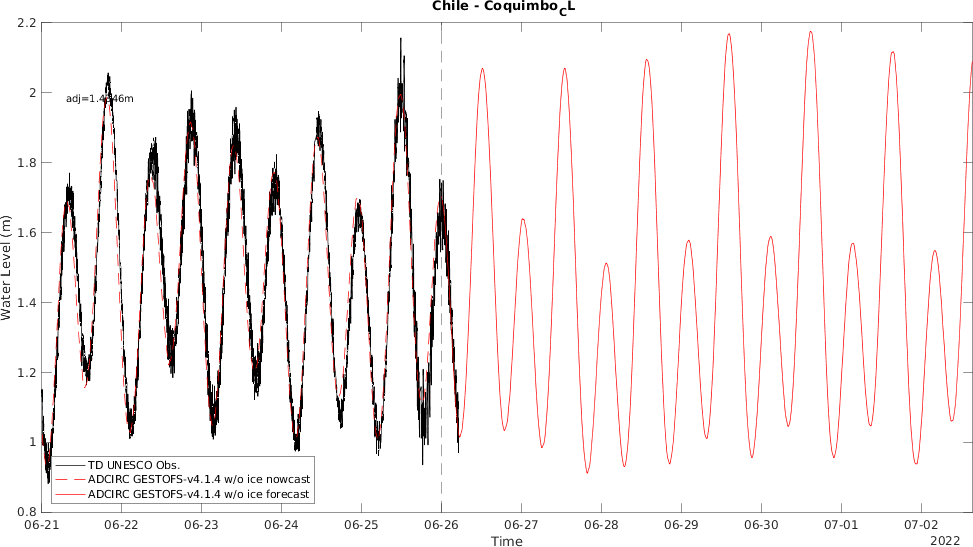 Chile - Coquimbo_CL
2.2
2
1.8
1.6
1.4
1.2
1
0.8
Water Level (m)
TD UNESCO Obs.
ADCIRC GESTOFS-v4.1.4 w/o ice nowcast
ADCIRC GESTOFS-v4.1.4 w/o ice forecast
06-21 06-22 06-23 06-24 06-25 06-26 06-27 06-28 06-29 06-30 07-01 07-02
Time
2022